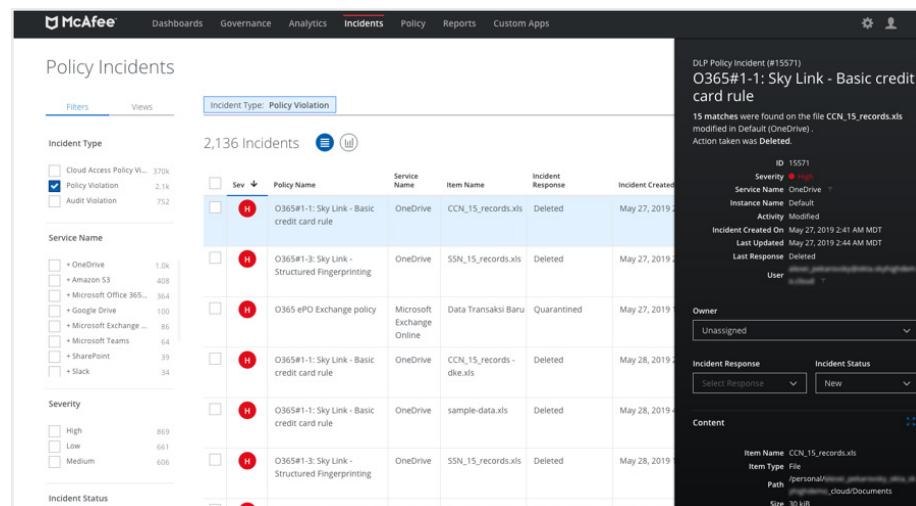 McAfee Dashboards Governance Analytics Incidents Policy Reports Custom Apps
Policy Incidents
Filters Views
Incident Type
Cloud Access Policy Vi... 370k
Policy Violation 2.1k
Audit Violation 752
Service Name
+ OneDrive 1.0k
+ Amazon S3 408
+ Microsoft Office 365... 364
+ Google Drive 100
+ Microsoft Exchange ... 86
+ Microsoft Teams 64
+ SharePoint 39
+ Slack 34
Severity
High 869
Low 661
Medium 606
Incident Status
Incident Type: Policy Violation
2,136 Incidents
Sev Policy Name Service Name Item Name Incident Response Incident Created
H O365#1-1: Sky Link - Basic credit card rule OneDrive CCN_15_records.xls Deleted May 27, 2019 2
H O365#1-3: Sky Link - Structured Fingerprinting OneDrive SSN_15_records.xls Deleted May 27, 2019
H O365 ePO Exchange policy Microsoft Exchange Online Data Transaksi Baru Quarantined May 27, 2019
H O365#1-1: Sky Link - Basic credit card rule OneDrive CCN_15_records - dke.xls Deleted May 28, 2019
H O365#1-1: Sky Link - Basic credit card rule OneDrive sample-data.xls Deleted May 28, 2019
H O365#1-3: Sky Link - Structured Fingerprinting OneDrive SSN_15_records.xls Deleted May 28, 2019
DLP Policy Incident (#15571)
O365#1-1: Sky Link - Basic credit
card rule
15 matches were found on the file CCN_15_records.xls
modified in Default (OneDrive) .
Action taken was Deleted.
ID 15571
Severity High
Service Name OneDrive
Instance Name Default
Activity Modified
Incident Created On May 27, 2019 2:41 AM MDT
Last Updated May 27, 2019 2:44 AM MDT
Last Response Deleted
User
Owner
Unassigned
Incident Response Incident Status
Select Response New
Content
Item Name CCN_15_records.xls
Item Type File
Path /personal/
_cloud/Documents
Size 30 kiB